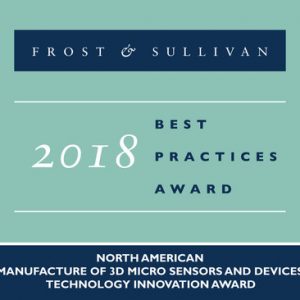 FROST & SULLIVAN
2018
BEST
PRACTICES
AWARD
NORTH AMERICAN
MANUFACTURE OF 3D MICRO SENSORS AND DEVICES
TECHNOLOGY INNOVATION AWARD